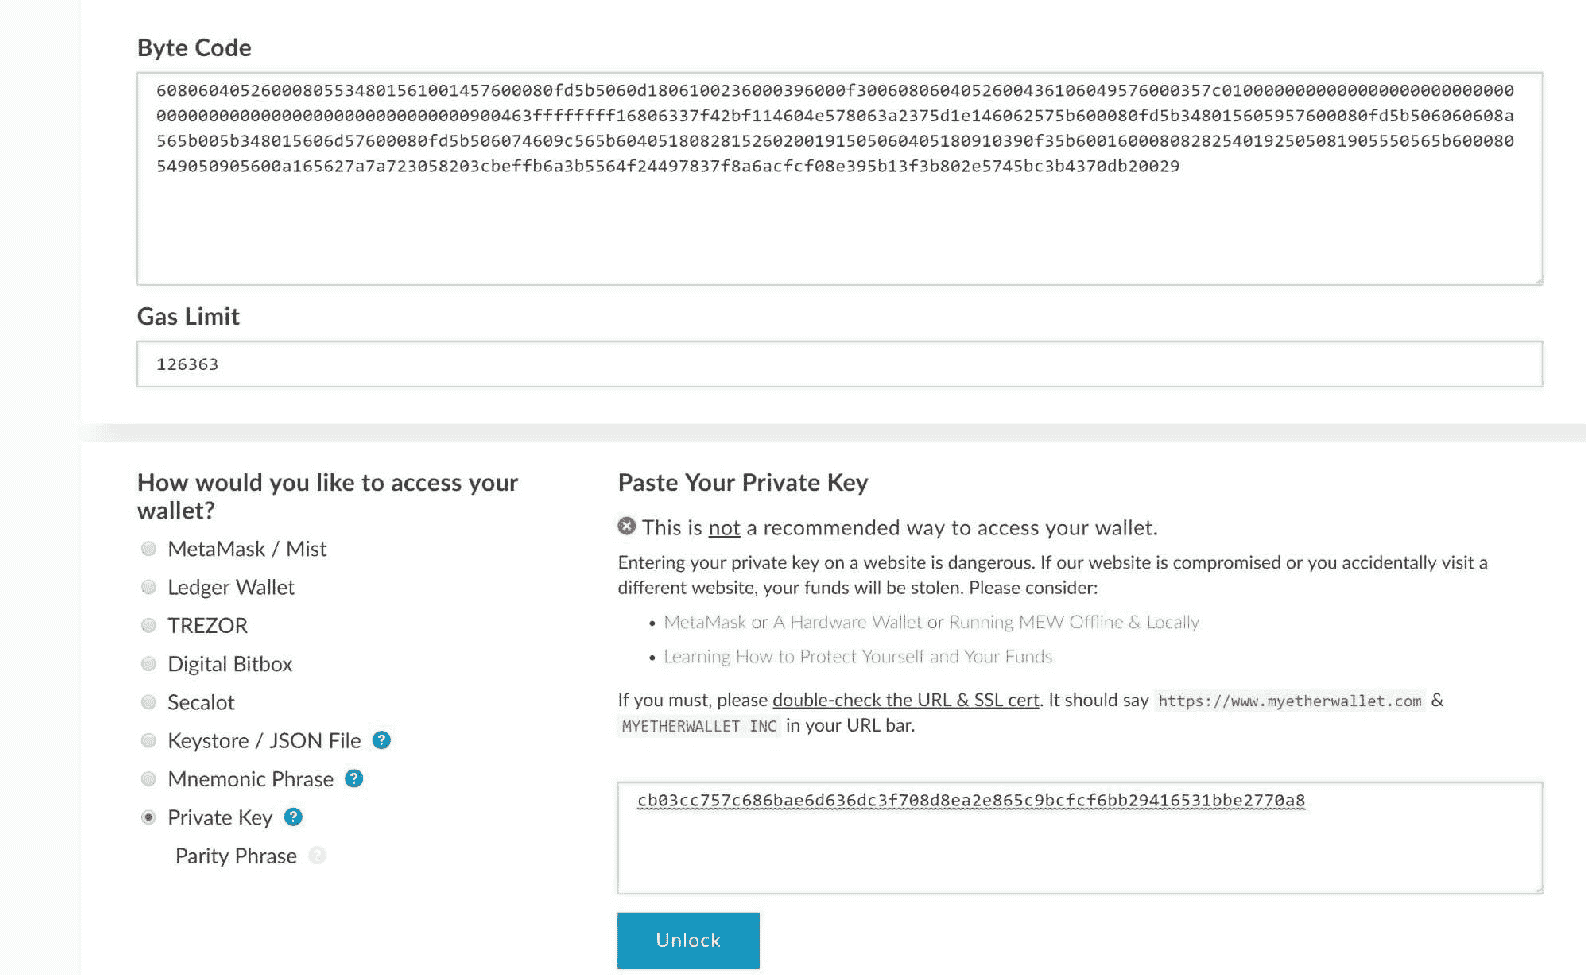 Byte Code
6080604052600080553480156100145760008​0fd5b5060d1806100236000396000f3006080604052600436106049576000357c0100000000000000000000000000
000000000000000000000000000000900463ffffffff16806337f42bf114604e578063a2375d1e146062575b600080fd5b348015605957600080fd5b506060608a
565b005b348015606d57600080fd5b506074609c565b6040518082815260200191505060405180910390f35b60016000808282540192505081905550565b600080
549050905600a165627a7a723058203cbeffb6a3b5564f24497837f8a6acfcf08e395b13f3b802e5745bc3b4370db20029
Gas Limit
126363
How would you like to access your
wallet?
MetaMask / Mist
Ledger Wallet
TREZOR
Digital Bitbox
Secalot
Keystore / JSON File ?
Mnemonic Phrase ?
Private Key ?
Parity Phrase ?
Paste Your Private Key
This is not a recommended way to access your wallet.
Entering your private key on a website is dangerous. If our website is compromised or you accidentally visit a
different website, your funds will be stolen. Please consider:
• MetaMask or A Hardware Wallet or Running MEW Offline & Locally
• Learning How to Protect Yourself and Your Funds
If you must, please double-check the URL & SSL cert. It should say https://www.myetherwallet.com &
MYETHERWALLET INC in your URL bar.
cb03cc757c686bae6d636dc3f708d8ea2e865c9bcfcf6bb29416531bbe2770a8
Unlock